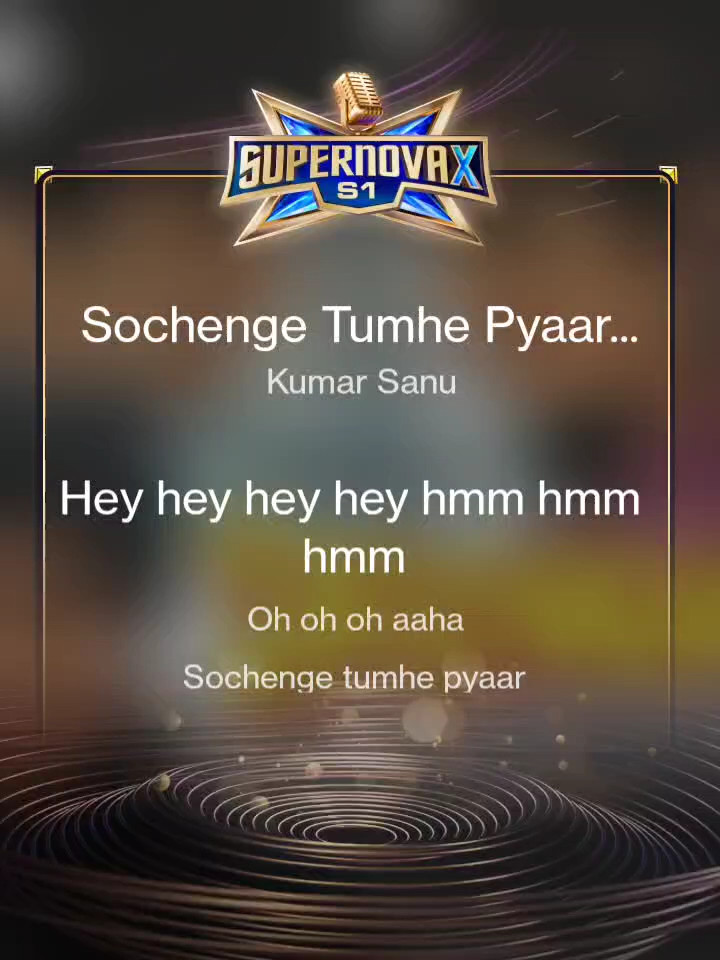 SUPERNOVA X
S1
Sochenge Tumhe Pyaar...
Kumar Sanu
Hey hey hey hey hmm hmm
hmm
Oh oh oh aaha
Sochenge tumhe pyaar